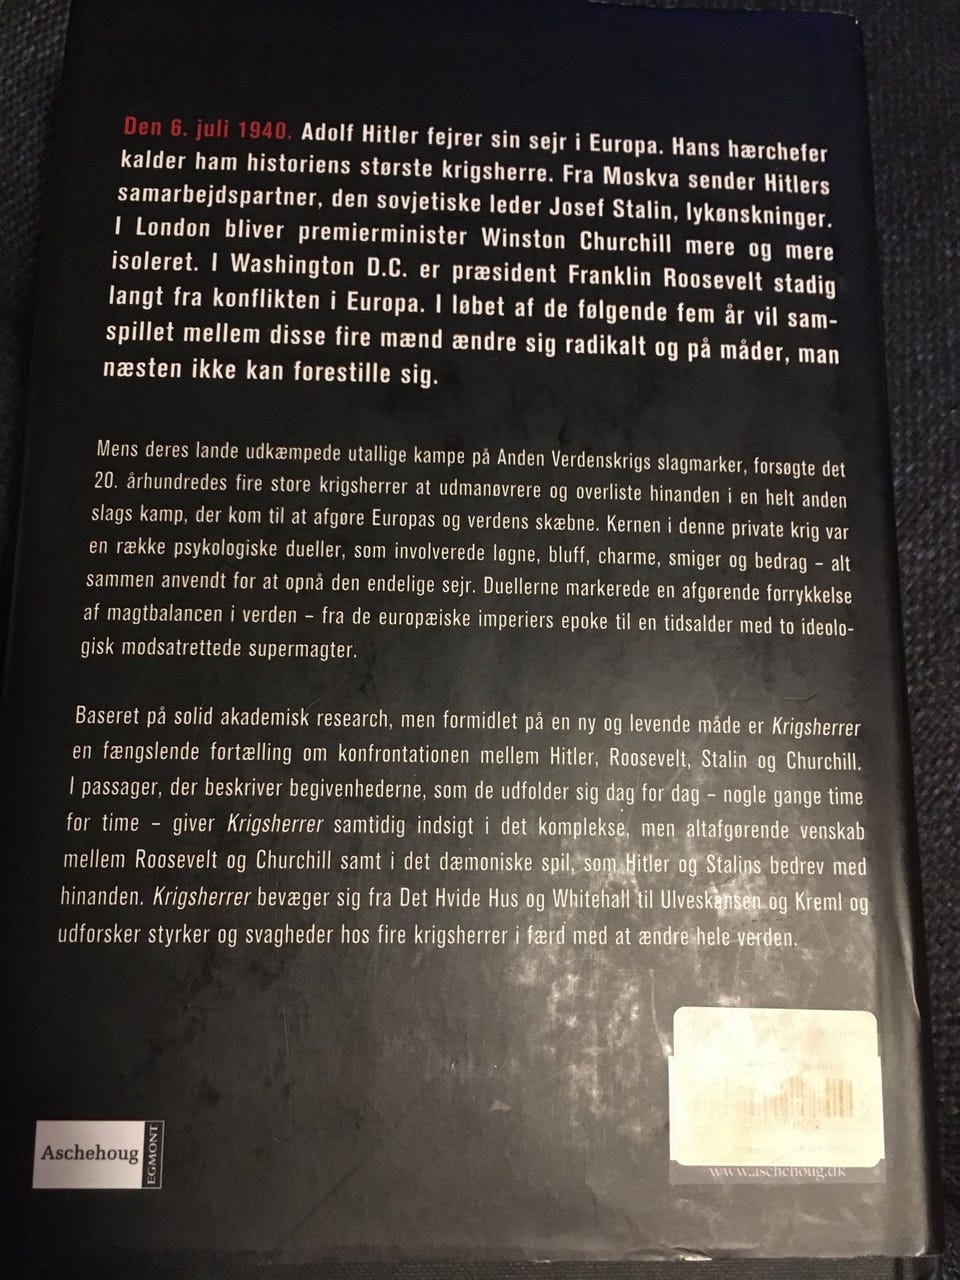 Den 6. juli 1940. Adolf Hitler fejrer sin sejr i Europa. Hans hærchefer
kalder ham historiens største krigsherre. Fra Moskva sender Hitlers
samarbejdspartner, den sovjetiske leder Josef Stalin, lykønskninger.
I London bliver premierminister Winston Churchill mere og mere
isoleret. I Washington D.C. er præsident Franklin Roosevelt stadig
langt fra konflikten i Europa. I løbet af de følgende fem år vil sam-
spillet mellem disse fire mænd ændre sig radikalt og på måder, man
næsten ikke kan forestille sig.
Mens deres lande udkæmpede utallige kampe på Anden Verdenskrigs slagmarker, forsøgte det
20. århundredes fire store krigsherrer at udmanøvrere og overliste hinanden i en helt anden
slags kamp, der kom til at afgøre Europas og verdens skæbne. Kernen i denne private krig var
en række psykologiske dueller, som involverede løgne, bluff, charme, smiger og bedrag – alt
sammen anvendt for at opnå den endelige sejr. Duellerne markerede en afgørende forrykkelse
af magtbalancen i verden – fra de europæiske imperiers epoke til en tidsalder med to ideolo-
gisk modsatrettede supermagter.
Baseret på solid akademisk research, men formidlet på en ny og levende måde er Krigsherrer
en fængslende fortælling om konfrontationen mellem Hitler, Roosevelt, Stalin og Churchill.
I passager, der beskriver begivenhederne, som de udfolder sig dag for dag – nogle gange time
for time – giver Krigsherrer samtidig indsigt i det komplekse, men altafgørende venskab
mellem Roosevelt og Churchill samt i det dæmoniske spil, som Hitler og Stalins bedrev med
hinanden. Krigsherrer bevæger sig fra Det Hvide Hus og Whitehall til Ulveskansen og Kreml og
udforsker styrker og svagheder hos fire krigsherrer i færd med at ændre hele verden.
Aschehoug
EGMONT
www.aschehoug.dk